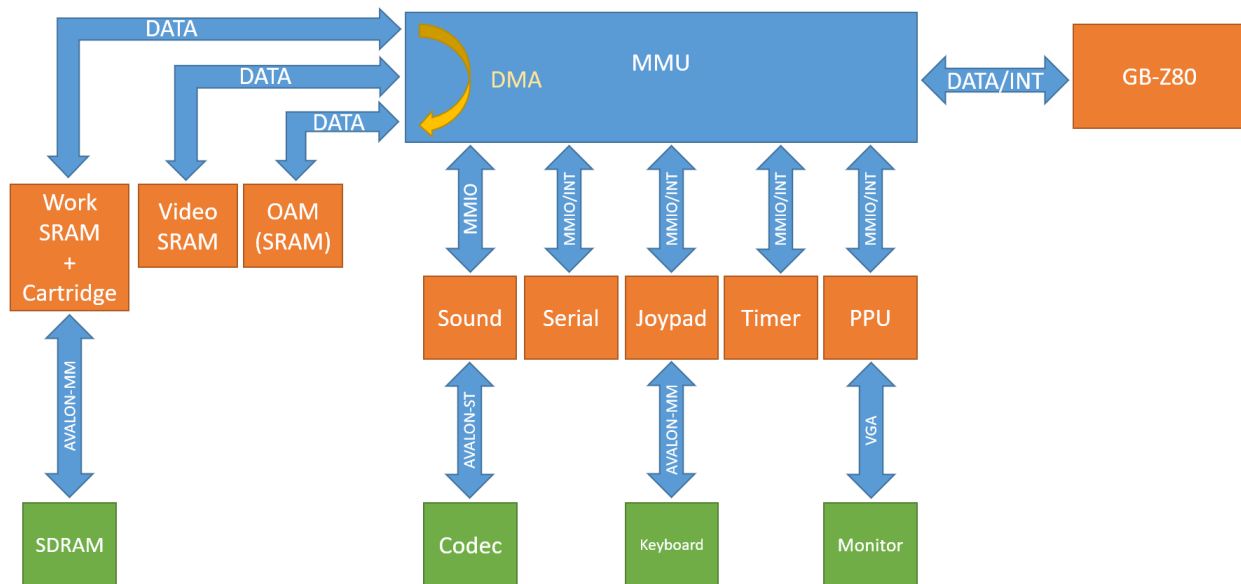 DATA
MMU
DATA
DMA
DATA/INT
GB-Z80
DATA
Work
SRAM
+
Cartridge
Video
SRAM
OAM
(SRAM)
MMIO
MMIO/INT
MMIO/INT
MMIO/INT
MMIO/INT
Sound
Serial
Joypad
Timer
PPU
AVALON-MM
AVALON-ST
AVALON-MM
VGA
SDRAM
Codec
Keyboard
Monitor